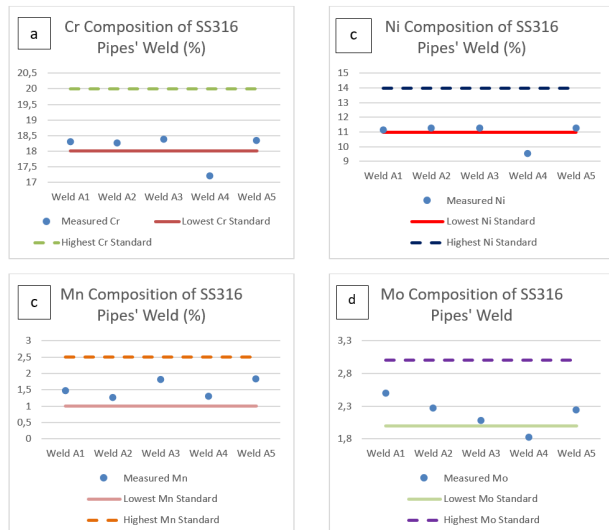 a
Cr Composition of SS316
Pipes' Weld (%)
20,5
20
19,5
19
18,5
18
17,5
17
Weld A1 Weld A2 Weld A3 Weld A4 Weld A5
Measured Cr Lowest Cr Standard
Highest Cr Standard
c
Ni Composition of SS316
Pipes' Weld (%)
15
14
13
12
11
10
9
Weld A1 Weld A2 Weld A3 Weld A4 Weld A5
Measured Ni
Lowest Ni Standard
Highest Ni Standard
c
Mn Composition of SS316
Pipes' Weld (%)
3
2,5
2
1,5
1
0,5
0
Weld A1 Weld A2 Weld A3 Weld A4 Weld A5
Measured Mn
Lowest Mn Standard
Highest Mn Standard
d
Mo Composition of SS316
Pipes' Weld
3,3
2,8
2,3
1,8
Weld A1 Weld A2 Weld A3 Weld A4 Weld A5
Measured Mo
Lowest Mo Standard
Highest Mo Standard